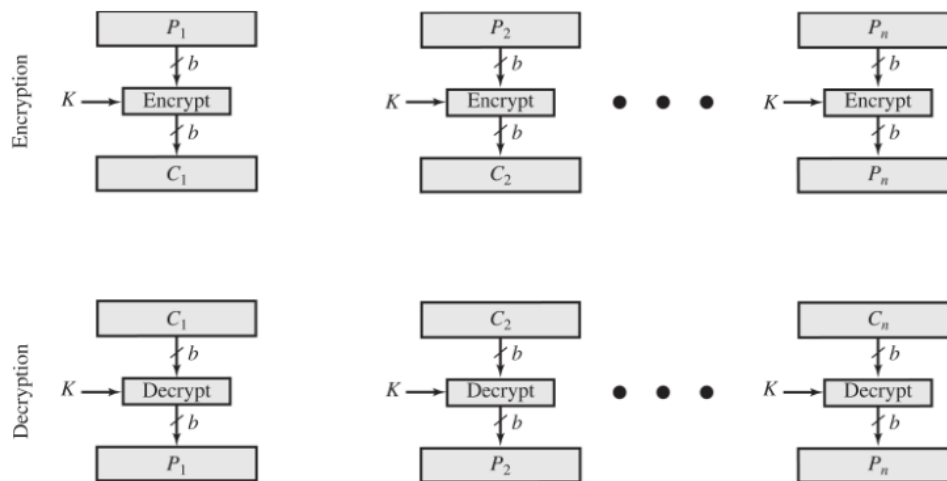 P₁ P₂ Pₙ
b b b
Encryption
K Encrypt K Encrypt K Encrypt
b b b
C₁ C₂ Pₙ
C₁ C₂ Cₙ
b b b
Decryption
K Decrypt K Decrypt K Decrypt
b b b
P₁ P₂ Pₙ